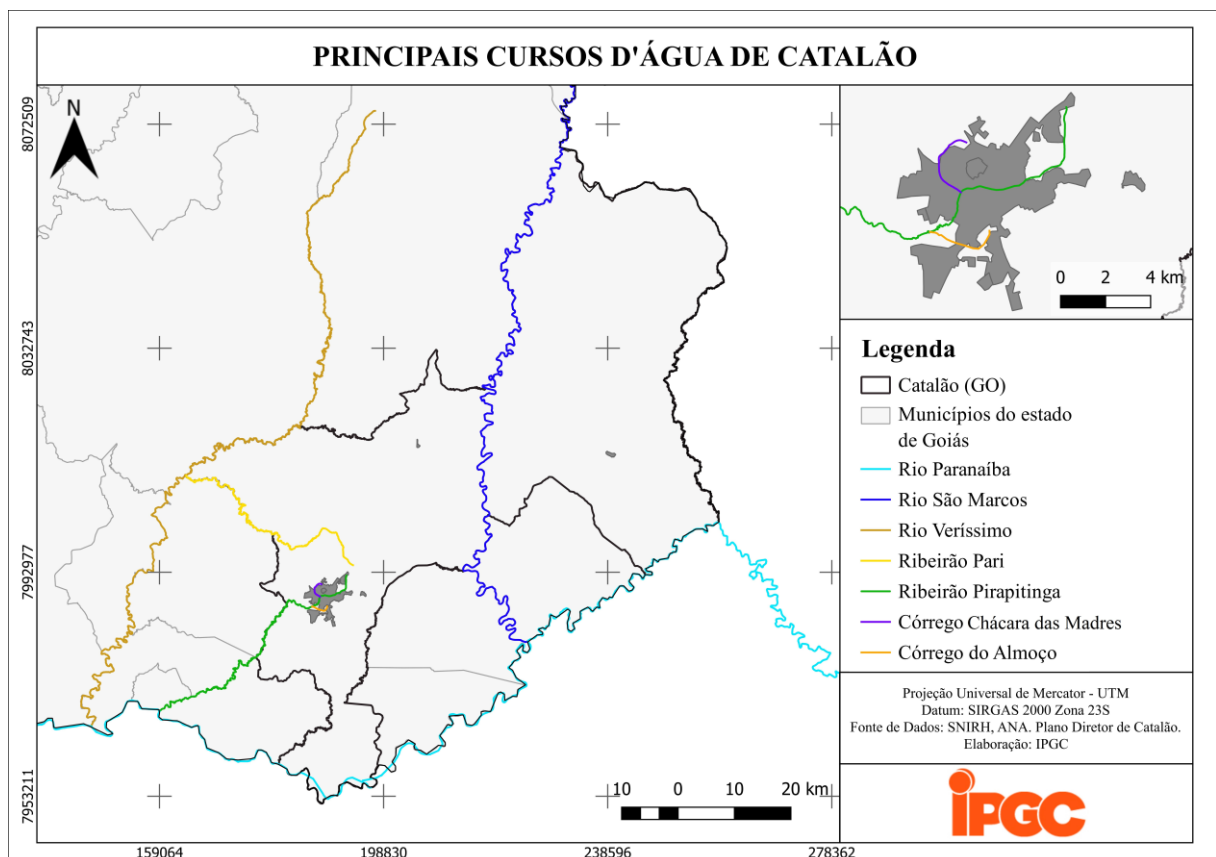 PRINCIPAIS CURSOS D'ÁGUA DE CATALÃO
N
8072509
8032743
7992977
7953211
159064
198830
238596
278362
10 0 10 20 km
0 2 4 km
Legenda
Catalão (GO)
Municípios do estado
de Goiás
Rio Paranaíba
Rio São Marcos
Rio Veríssimo
Ribeirão Pari
Ribeirão Pirapitinga
Córrego Chácara das Madres
Córrego do Almoço
Projeção Universal de Mercator - UTM
Datum: SIRGAS 2000 Zona 23S
Fonte de Dados: SNIRH, ANA. Plano Diretor de Catalão.
Elaboração: IPGC
iPGC